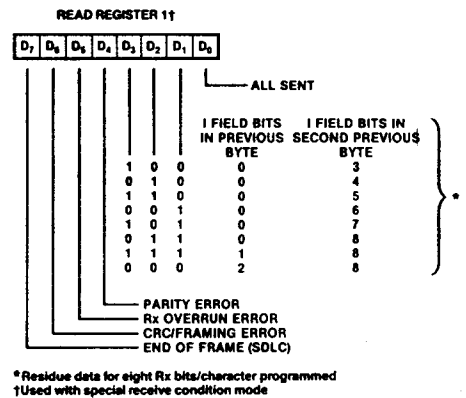 READ REGISTER 1†
D7 D6 D5 D4 D3 D2 D1 D0
ALL SENT
I FIELD BITS I FIELD BITS IN
IN PREVIOUS SECOND PREVIOUS
BYTE BYTE
1 0 0 0 3
0 1 0 0 4
1 1 0 0 5
0 0 1 0 6
1 0 1 0 7
0 1 1 0 8
1 1 1 1 8
0 0 0 2 8
*
PARITY ERROR
Rx OVERRUN ERROR
CRC/FRAMING ERROR
END OF FRAME (SDLC)
*Residue data for eight Rx bits/character programmed
†Used with special receive condition mode